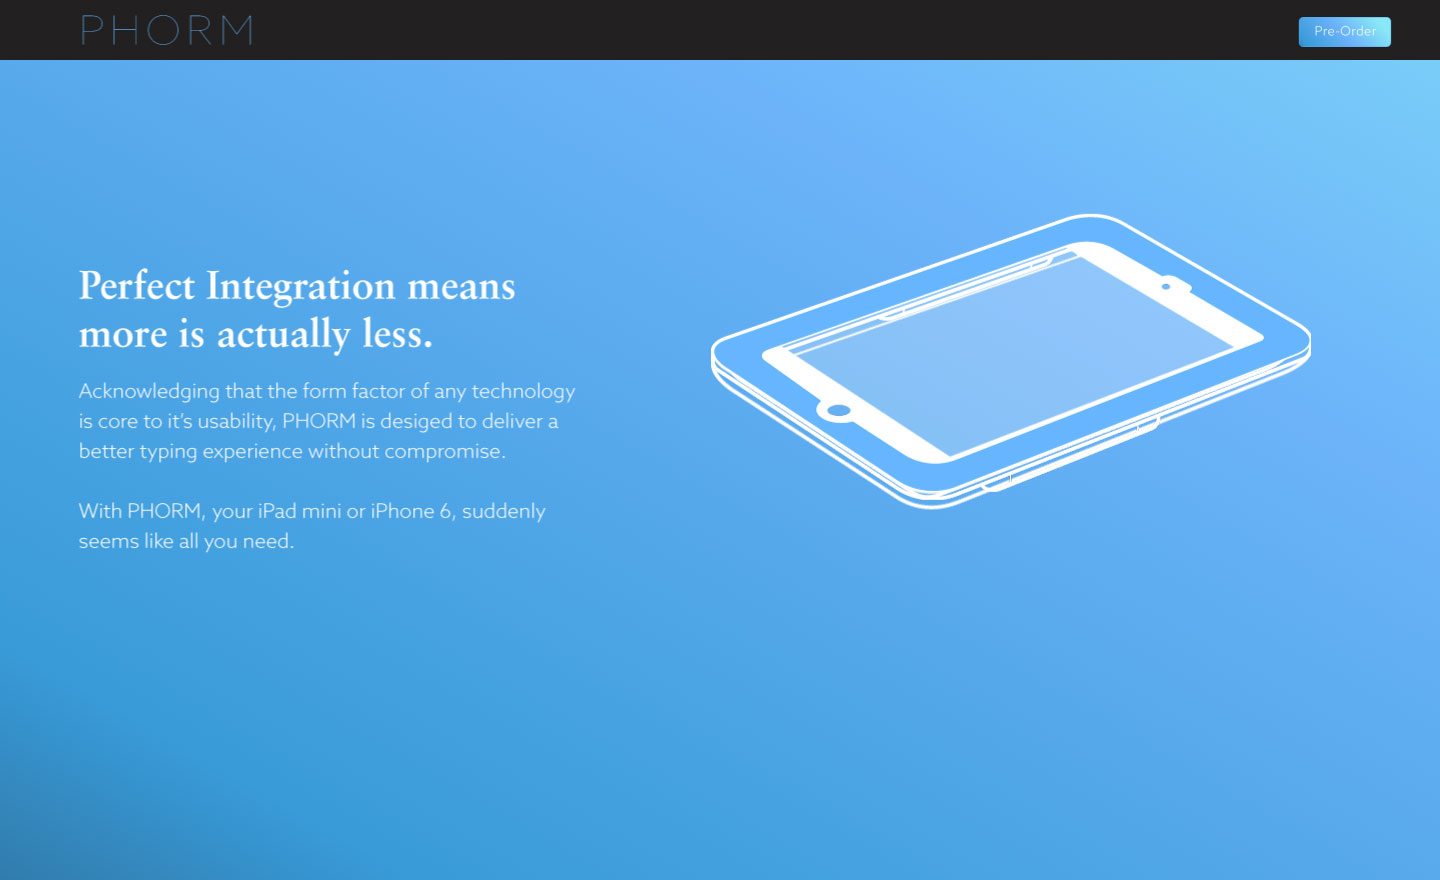 PHORM
Pre-Order
Perfect Integration means
more is actually less.
Acknowledging that the form factor of any technology
is core to it’s usability, PHORM is desiged to deliver a
better typing experience without compromise.
With PHORM, your iPad mini or iPhone 6, suddenly
seems like all you need.